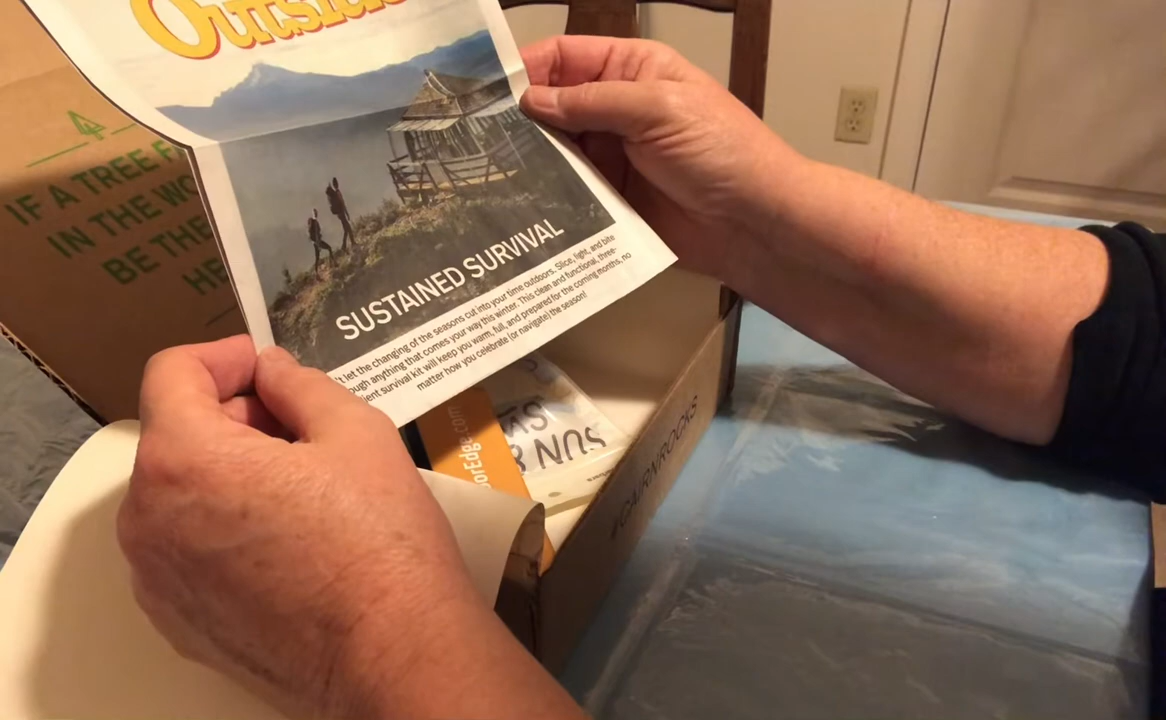 Outside
IF A TREE F
IN THE WO
BE THE
HE
SUSTAINED SURVIVAL
't let the changing of the seasons cut into your time outdoors. Slice, light, and bite
ough anything that comes your way this winter. This clean and functional, three-
ient survival kit will keep you warm, full, and prepared for the coming months, no
matter how you celebrate (or navigate) the season!
orEdge.com
SUN
#CAIRNROCKS